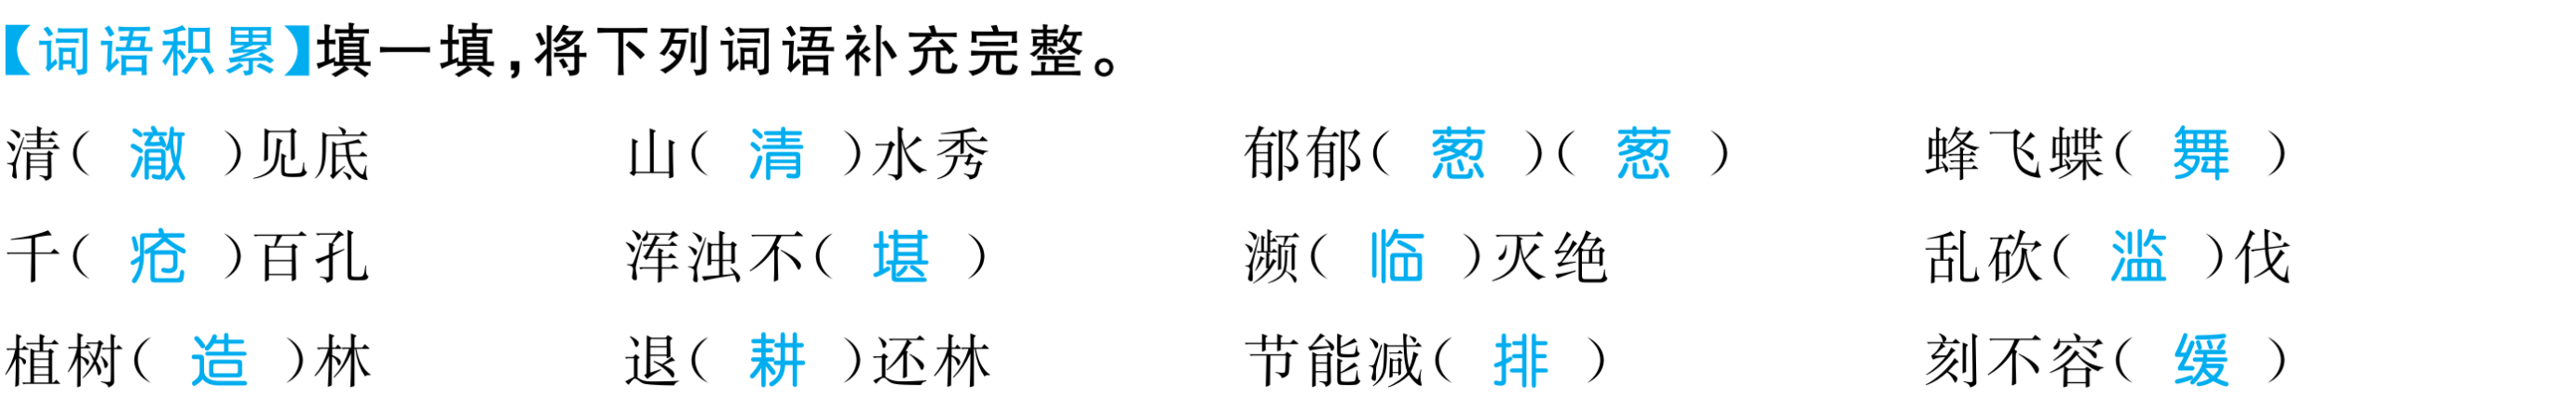 【词语积累】填一填,将下列词语补充完整。
清( 澈 )见底 山( 清 )水秀 郁郁( 葱 )( 葱 ) 蜂飞蝶( 舞 )
千( 疮 )百孔 浑浊不( 堪 ) 濒( 临 )灭绝 乱砍( 滥 )伐
植树( 造 )林 退( 耕 )还林 节能减( 排 ) 刻不容( 缓 )